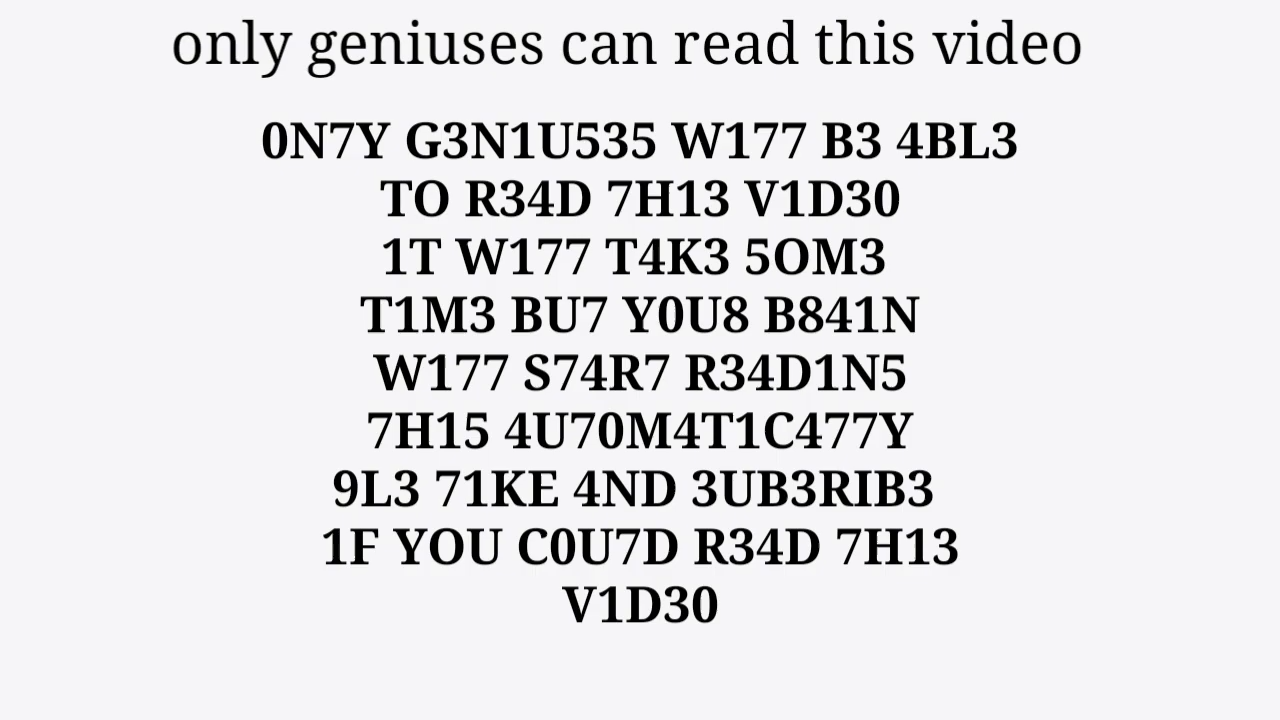 only geniuses can read this video
0N7Y G3N1U535 W177 B3 4BL3
TO R34D 7H13 V1D30
1T W177 T4K3 5OM3
T1M3 BU7 Y0U8 B841N
W177 S74R7 R34D1N5
7H15 4U70M4T1C477Y
9L3 71KE 4ND 3UB3RIB3
1F YOU C0U7D R34D 7H13
V1D30